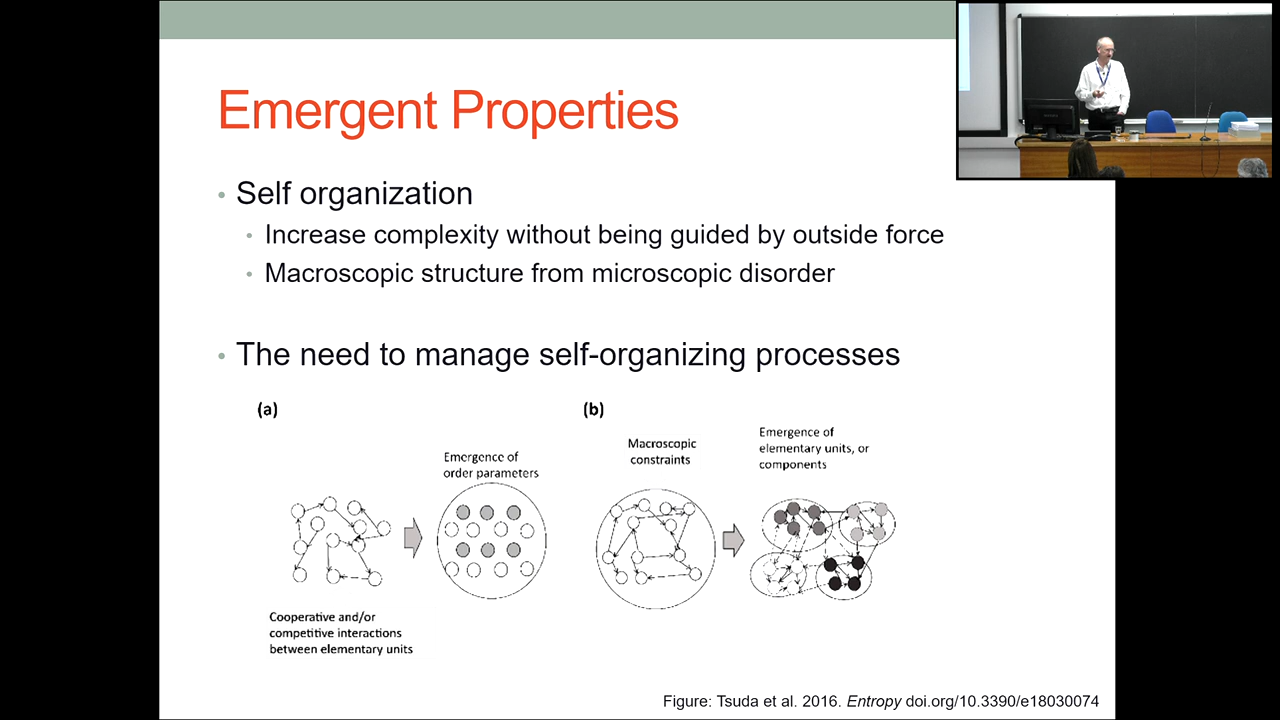 Emergent Properties
• Self organization
• Increase complexity without being guided by outside force
• Macroscopic structure from microscopic disorder
• The need to manage self-organizing processes
(a)
Emergence of
order parameters
Cooperative and/or
competitive interactions
between elementary units
(b)
Macroscopic
constraints
Emergence of
elementary units, or
components
Figure: Tsuda et al. 2016. Entropy doi.org/10.3390/e18030074